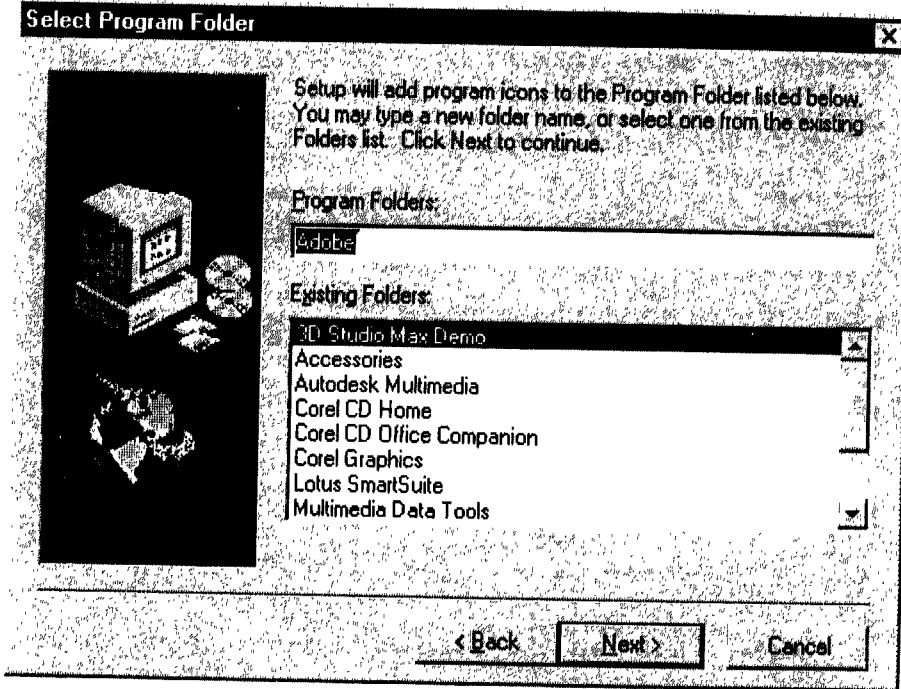 Select Program Folder
Setup will add program icons to the Program Folder listed below.
You may type a new folder name, or select one from the existing
Folders list. Click Next to continue.
Program Folders:
Adobe
Existing Folders:
3D Studio Max Demo
Accessories
Autodesk Multimedia
Corel CD Home
Corel CD Office Companion
Corel Graphics
Lotus SmartSuite
Multimedia Data Tools
< Back
Next >
Cancel